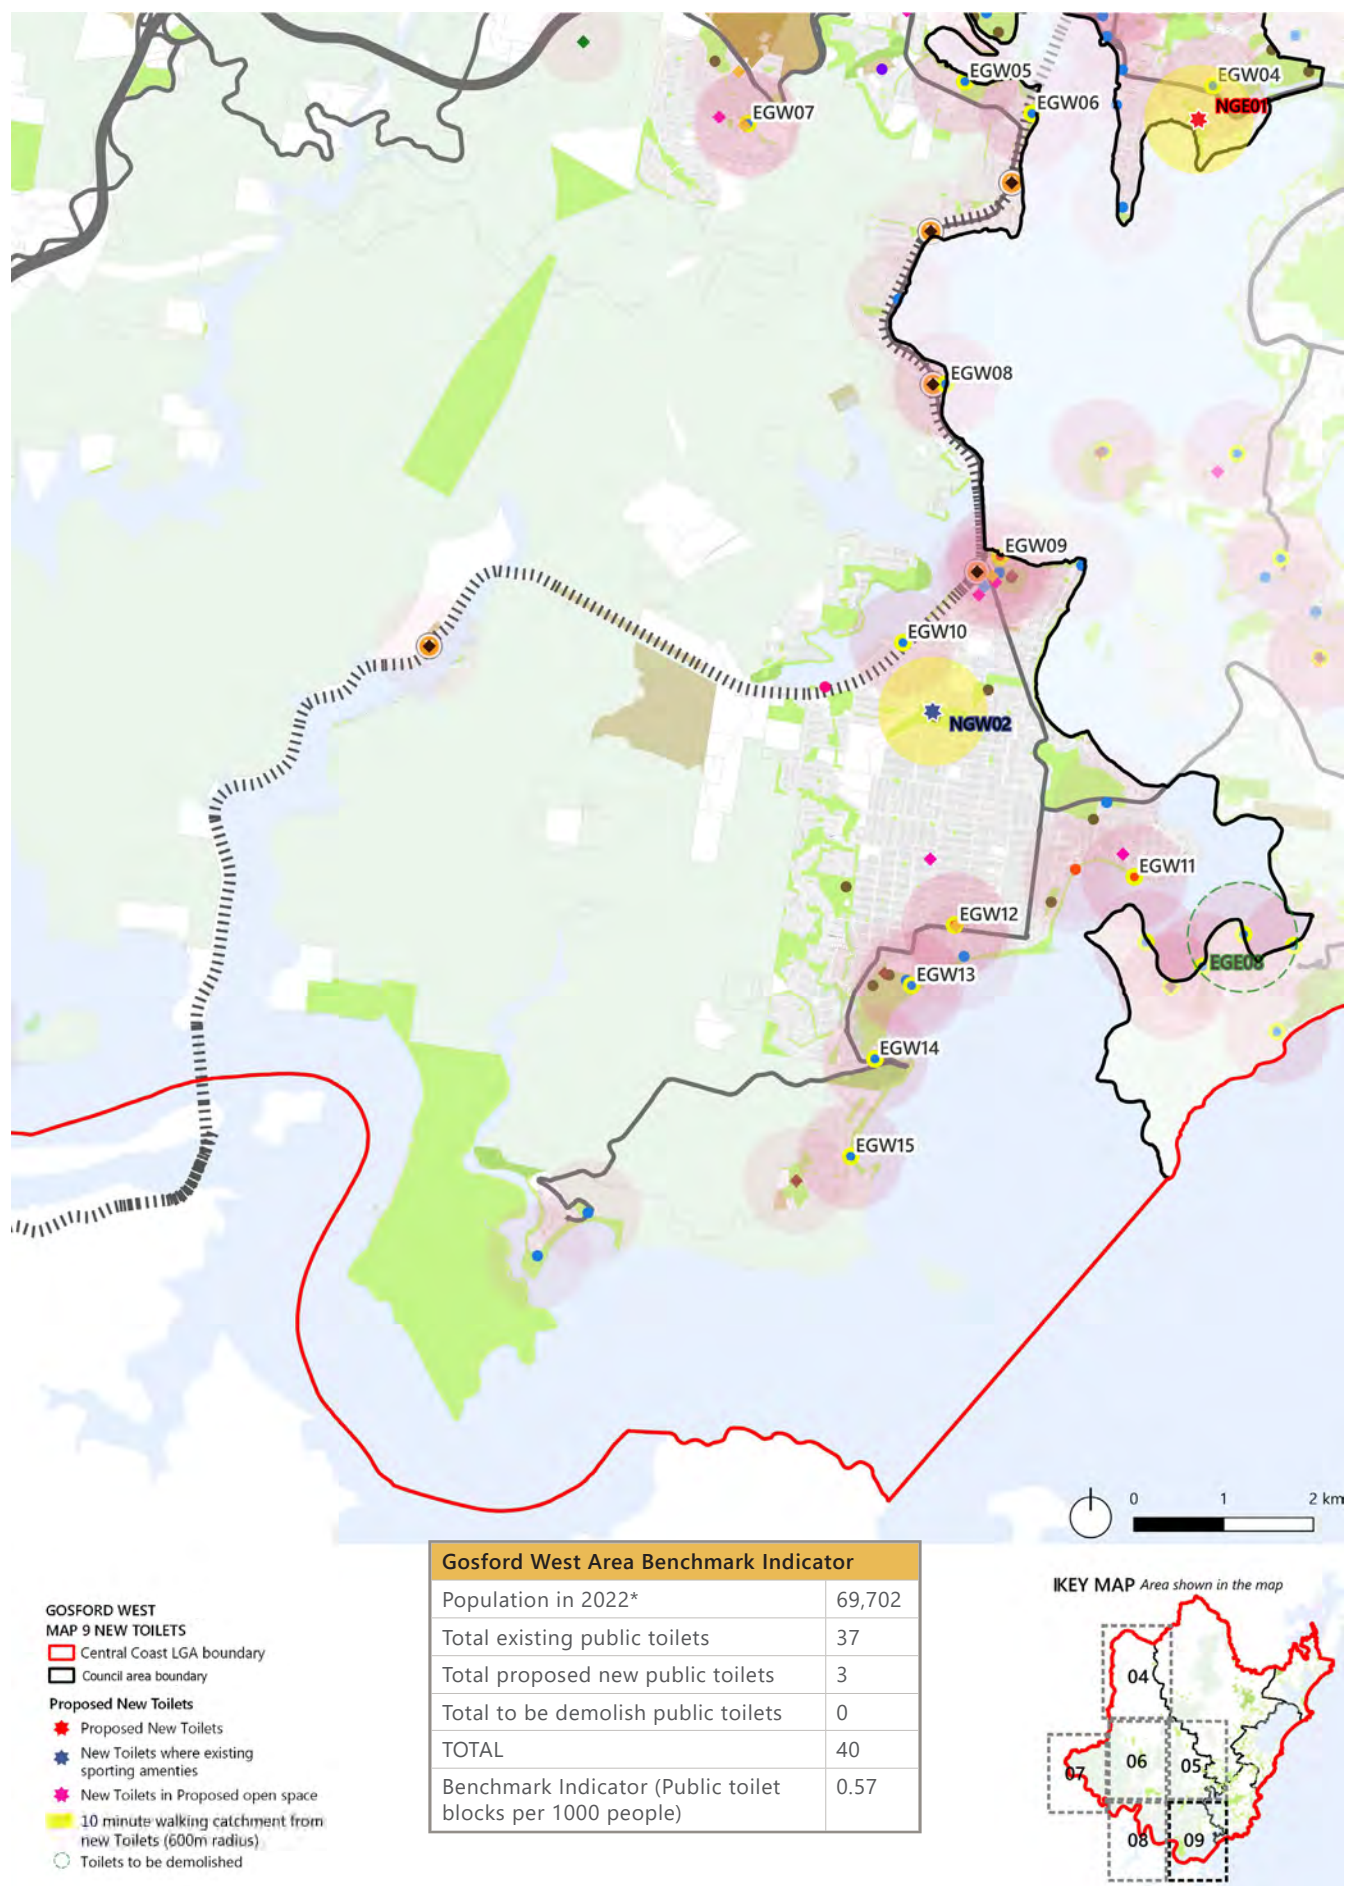 EGW05
EGW04
EGW07
EGW06
NGE01
EGW08
EGW09
EGW10
NGW02
EGW11
EGW12
EGE08
EGW13
EGW14
EGW15
0 1 2 km
Gosford West Area Benchmark Indicator
Population in 2022* 69,702
Total existing public toilets 37
Total proposed new public toilets 3
Total to be demolish public toilets 0
TOTAL 40
Benchmark Indicator (Public toilet
blocks per 1000 people) 0.57
GOSFORD WEST
MAP 9 NEW TOILETS
Central Coast LGA boundary
Council area boundary
Proposed New Toilets
Proposed New Toilets
New Toilets where existing
sporting amenties
New Toilets in Proposed open space
10 minute walking catchment from
new Toilets (600m radius)
Toilets to be demolished
KEY MAP Area shown in the map
04
06
05
07
08
09